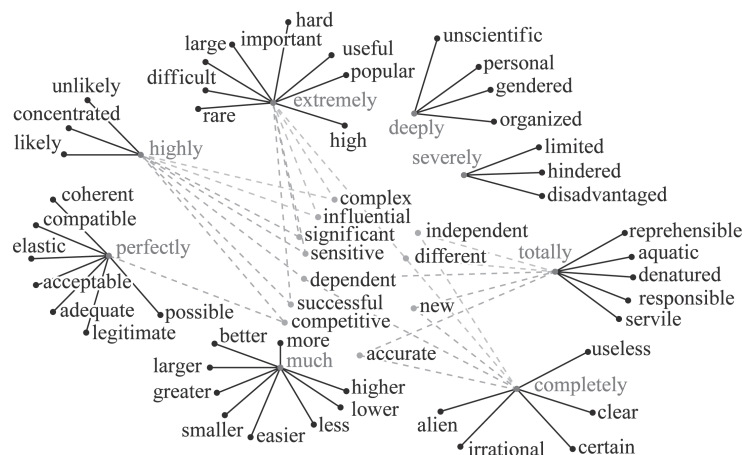 hard
unscientific
large
important
useful
personal
difficult
popular
gendered
unlikely
rare
extremely
organized
concentrated
high
deeply
likely
highly
limited
severely
hindered
disadvantaged
coherent
complex
compatible
influential
independent
reprehensible
elastic
perfectly
significant
totally
sensitive
different
aquatic
acceptable
dependent
denatured
adequate
possible
successful
new
responsible
legitimate
competitive
servile
better
more
useless
larger
much
accurate
greater
higher
completely
smaller
lower
clear
easier
less
alien
irrational
certain